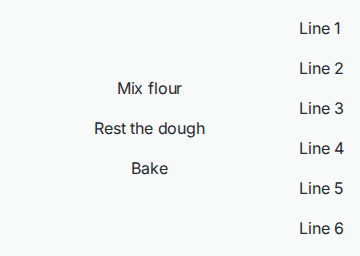 Mix flour
Rest the dough
Bake
Line 1
Line 2
Line 3
Line 4
Line 5
Line 6